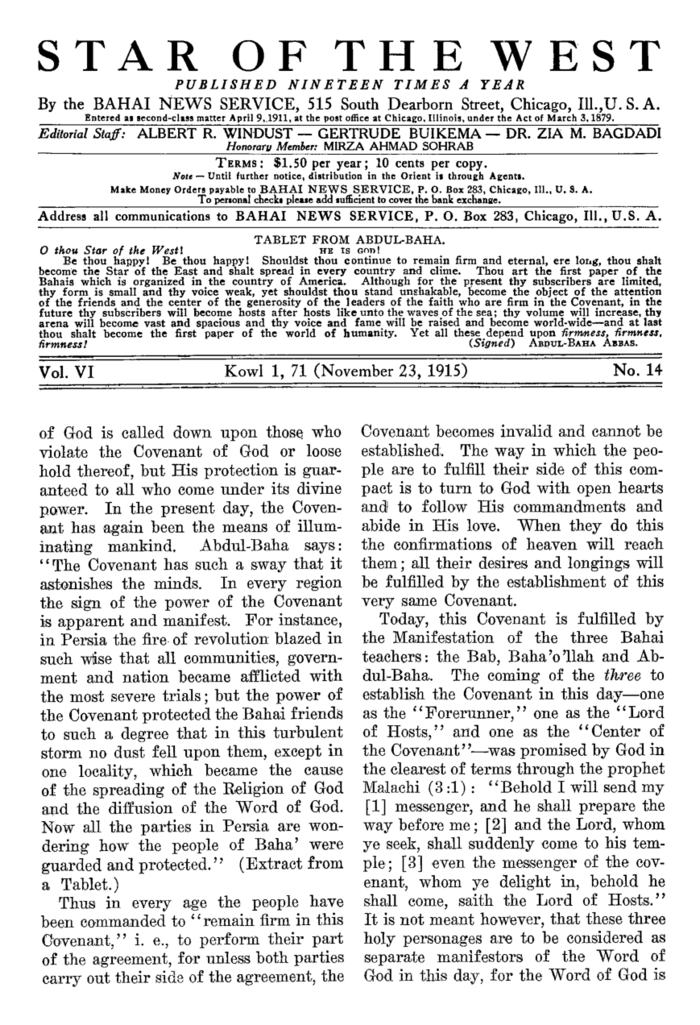 STAR OF THE WEST
PUBLISHED NINETEEN TIMES A YEAR
By the BAHAI NEWS SERVICE, 515 South Dearborn Street, Chicago, Ill., U. S. A.
Entered as second-class matter April 9, 1911, at the post office at Chicago, Illinois, under the Act of March 3, 1879.
Editorial Staff: ALBERT R. WINDUST — GERTRUDE BUIKEMA — DR. ZIA M. BAGDADI
Honorary Member: MIRZA AHMAD SOHRAB
TERMS: $1.50 per year; 10 cents per copy.
Note — Until further notice, distribution in the Orient is through Agents.
Make Money Orders payable to BAHAI NEWS SERVICE, P. O. Box 283, Chicago, Ill., U. S. A.
To personal checks please add sufficient to cover the bank exchange.
Address all communications to BAHAI NEWS SERVICE, P. O. Box 283, Chicago, Ill., U. S. A.
TABLET FROM ABDUL-BAHA.
O thou Star of the West! HE IS GOD!
Be thou happy! Be thou happy! Shouldst thou continue to remain firm and eternal, ere long, thou shalt
become the Star of the East and shalt spread in every country and clime. Thou art the first paper of the
Bahais which is organized in the country of America. Although for the present thy subscribers are limited,
thy form is small and thy voice weak, yet shouldst thou stand unshakable, become the object of the attention
of the friends and the center of the generosity of the leaders of the faith who are firm in the Covenant, in the
future thy subscribers will become hosts after hosts like unto the waves of the sea; thy volume will increase, thy
arena will become vast and spacious and thy voice and fame will be raised and become world-wide—and at last
thou shalt become the first paper of the world of humanity. Yet all these depend upon firmness, firmness,
firmness! (Signed) ABDUL-BAHA ABBAS.
Vol. VI Kowl 1, 71 (November 23, 1915) No. 14
of God is called down upon those who
violate the Covenant of God or loose
hold thereof, but His protection is guar-
anteed to all who come under its divine
power. In the present day, the Coven-
ant has again been the means of illum-
inating mankind. Abdul-Baha says:
"The Covenant has such a sway that it
astonishes the minds. In every region
the sign of the power of the Covenant
is apparent and manifest. For instance,
in Persia the fire of revolution blazed in
such wise that all communities, govern-
ment and nation became afflicted with
the most severe trials; but the power of
the Covenant protected the Bahai friends
to such a degree that in this turbulent
storm no dust fell upon them, except in
one locality, which became the cause
of the spreading of the Religion of God
and the diffusion of the Word of God.
Now all the parties in Persia are won-
dering how the people of Baha' were
guarded and protected." (Extract from
a Tablet.)
Thus in every age the people have
been commanded to "remain firm in this
Covenant," i. e., to perform their part
of the agreement, for unless both parties
carry out their side of the agreement, the
Covenant becomes invalid and cannot be
established. The way in which the peo-
ple are to fulfill their side of this com-
pact is to turn to God with open hearts
and to follow His commandments and
abide in His love. When they do this
the confirmations of heaven will reach
them; all their desires and longings will
be fulfilled by the establishment of this
very same Covenant.
Today, this Covenant is fulfilled by
the Manifestation of the three Bahai
teachers: the Bab, Baha'o'llah and Ab-
dul-Baha. The coming of the three to
establish the Covenant in this day—one
as the "Forerunner," one as the "Lord
of Hosts," and one as the "Center of
the Covenant"—was promised by God in
the clearest of terms through the prophet
Malachi (3:1): "Behold I will send my
[1] messenger, and he shall prepare the
way before me; [2] and the Lord, whom
ye seek, shall suddenly come to his tem-
ple; [3] even the messenger of the cov-
enant, whom ye delight in, behold he
shall come, saith the Lord of Hosts."
It is not meant however, that these three
holy personages are to be considered as
separate manifestors of the Word of
God in this day, for the Word of God is